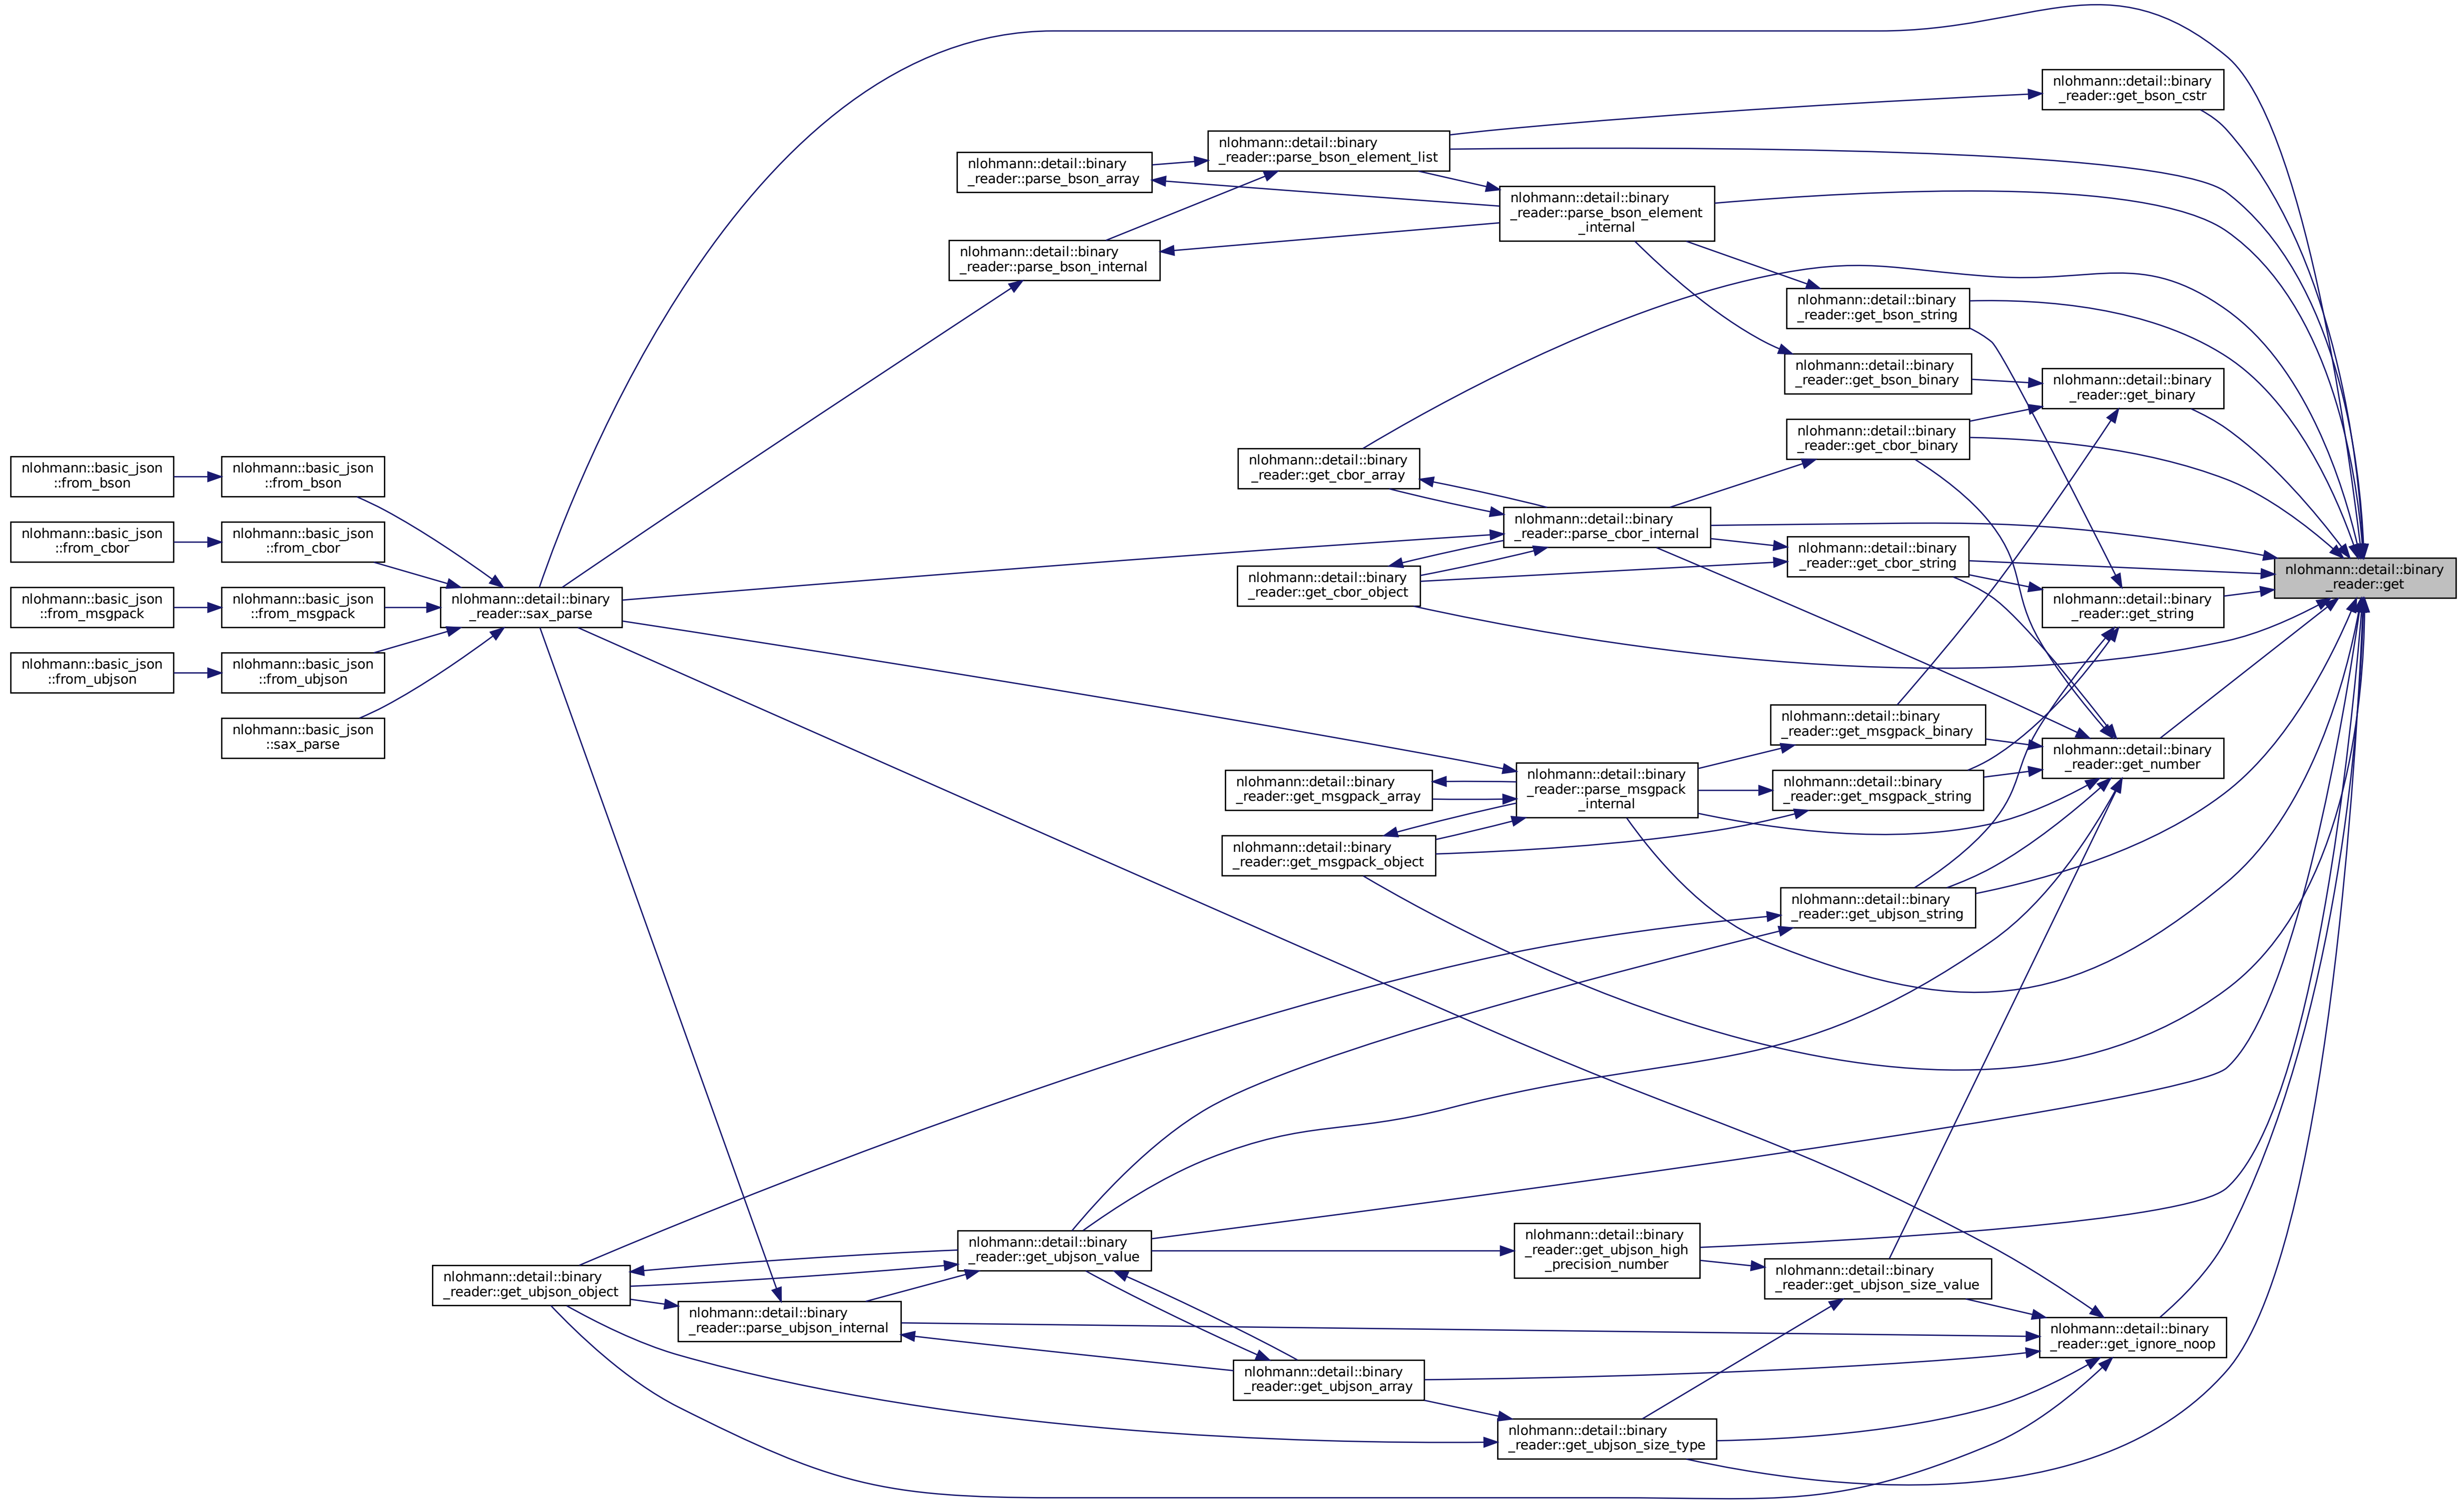 nlohmann::detail::binary
_reader::get_bson_cstr
nlohmann::detail::binary
_reader::parse_bson_element_list
nlohmann::detail::binary
_reader::parse_bson_array
nlohmann::detail::binary
_reader::parse_bson_element
_internal
nlohmann::detail::binary
_reader::parse_bson_internal
nlohmann::detail::binary
_reader::get_bson_string
nlohmann::detail::binary
_reader::get_bson_binary
nlohmann::detail::binary
_reader::get_binary
nlohmann::detail::binary
_reader::get_cbor_binary
nlohmann::detail::binary
_reader::get_cbor_array
nlohmann::basic_json
::from_bson
nlohmann::basic_json
::from_bson
nlohmann::detail::binary
_reader::parse_cbor_internal
nlohmann::basic_json
::from_cbor
nlohmann::basic_json
::from_cbor
nlohmann::detail::binary
_reader::get_cbor_string
nlohmann::detail::binary
_reader::get
nlohmann::detail::binary
_reader::get_cbor_object
nlohmann::basic_json
::from_msgpack
nlohmann::basic_json
::from_msgpack
nlohmann::detail::binary
_reader::sax_parse
nlohmann::detail::binary
_reader::get_string
nlohmann::basic_json
::from_ubjson
nlohmann::basic_json
::from_ubjson
nlohmann::basic_json
::sax_parse
nlohmann::detail::binary
_reader::get_msgpack_binary
nlohmann::detail::binary
_reader::get_number
nlohmann::detail::binary
_reader::get_msgpack_array
nlohmann::detail::binary
_reader::parse_msgpack
_internal
nlohmann::detail::binary
_reader::get_msgpack_string
nlohmann::detail::binary
_reader::get_msgpack_object
nlohmann::detail::binary
_reader::get_ubjson_string
nlohmann::detail::binary
_reader::get_ubjson_value
nlohmann::detail::binary
_reader::get_ubjson_high
_precision_number
nlohmann::detail::binary
_reader::get_ubjson_object
nlohmann::detail::binary
_reader::get_ubjson_size_value
nlohmann::detail::binary
_reader::parse_ubjson_internal
nlohmann::detail::binary
_reader::get_ignore_noop
nlohmann::detail::binary
_reader::get_ubjson_array
nlohmann::detail::binary
_reader::get_ubjson_size_type